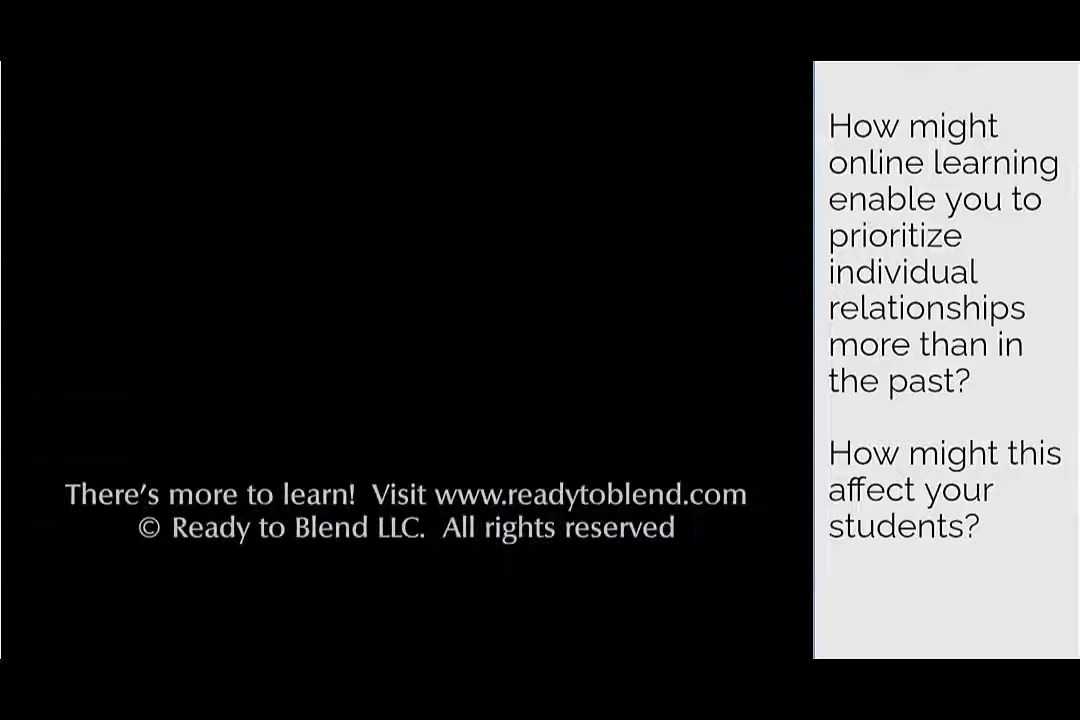 There's more to learn!  Visit www.readytoblend.com
© Ready to Blend LLC.  All rights reserved
How might
online learning
enable you to
prioritize
individual
relationships
more than in
the past?
How might this
affect your
students?